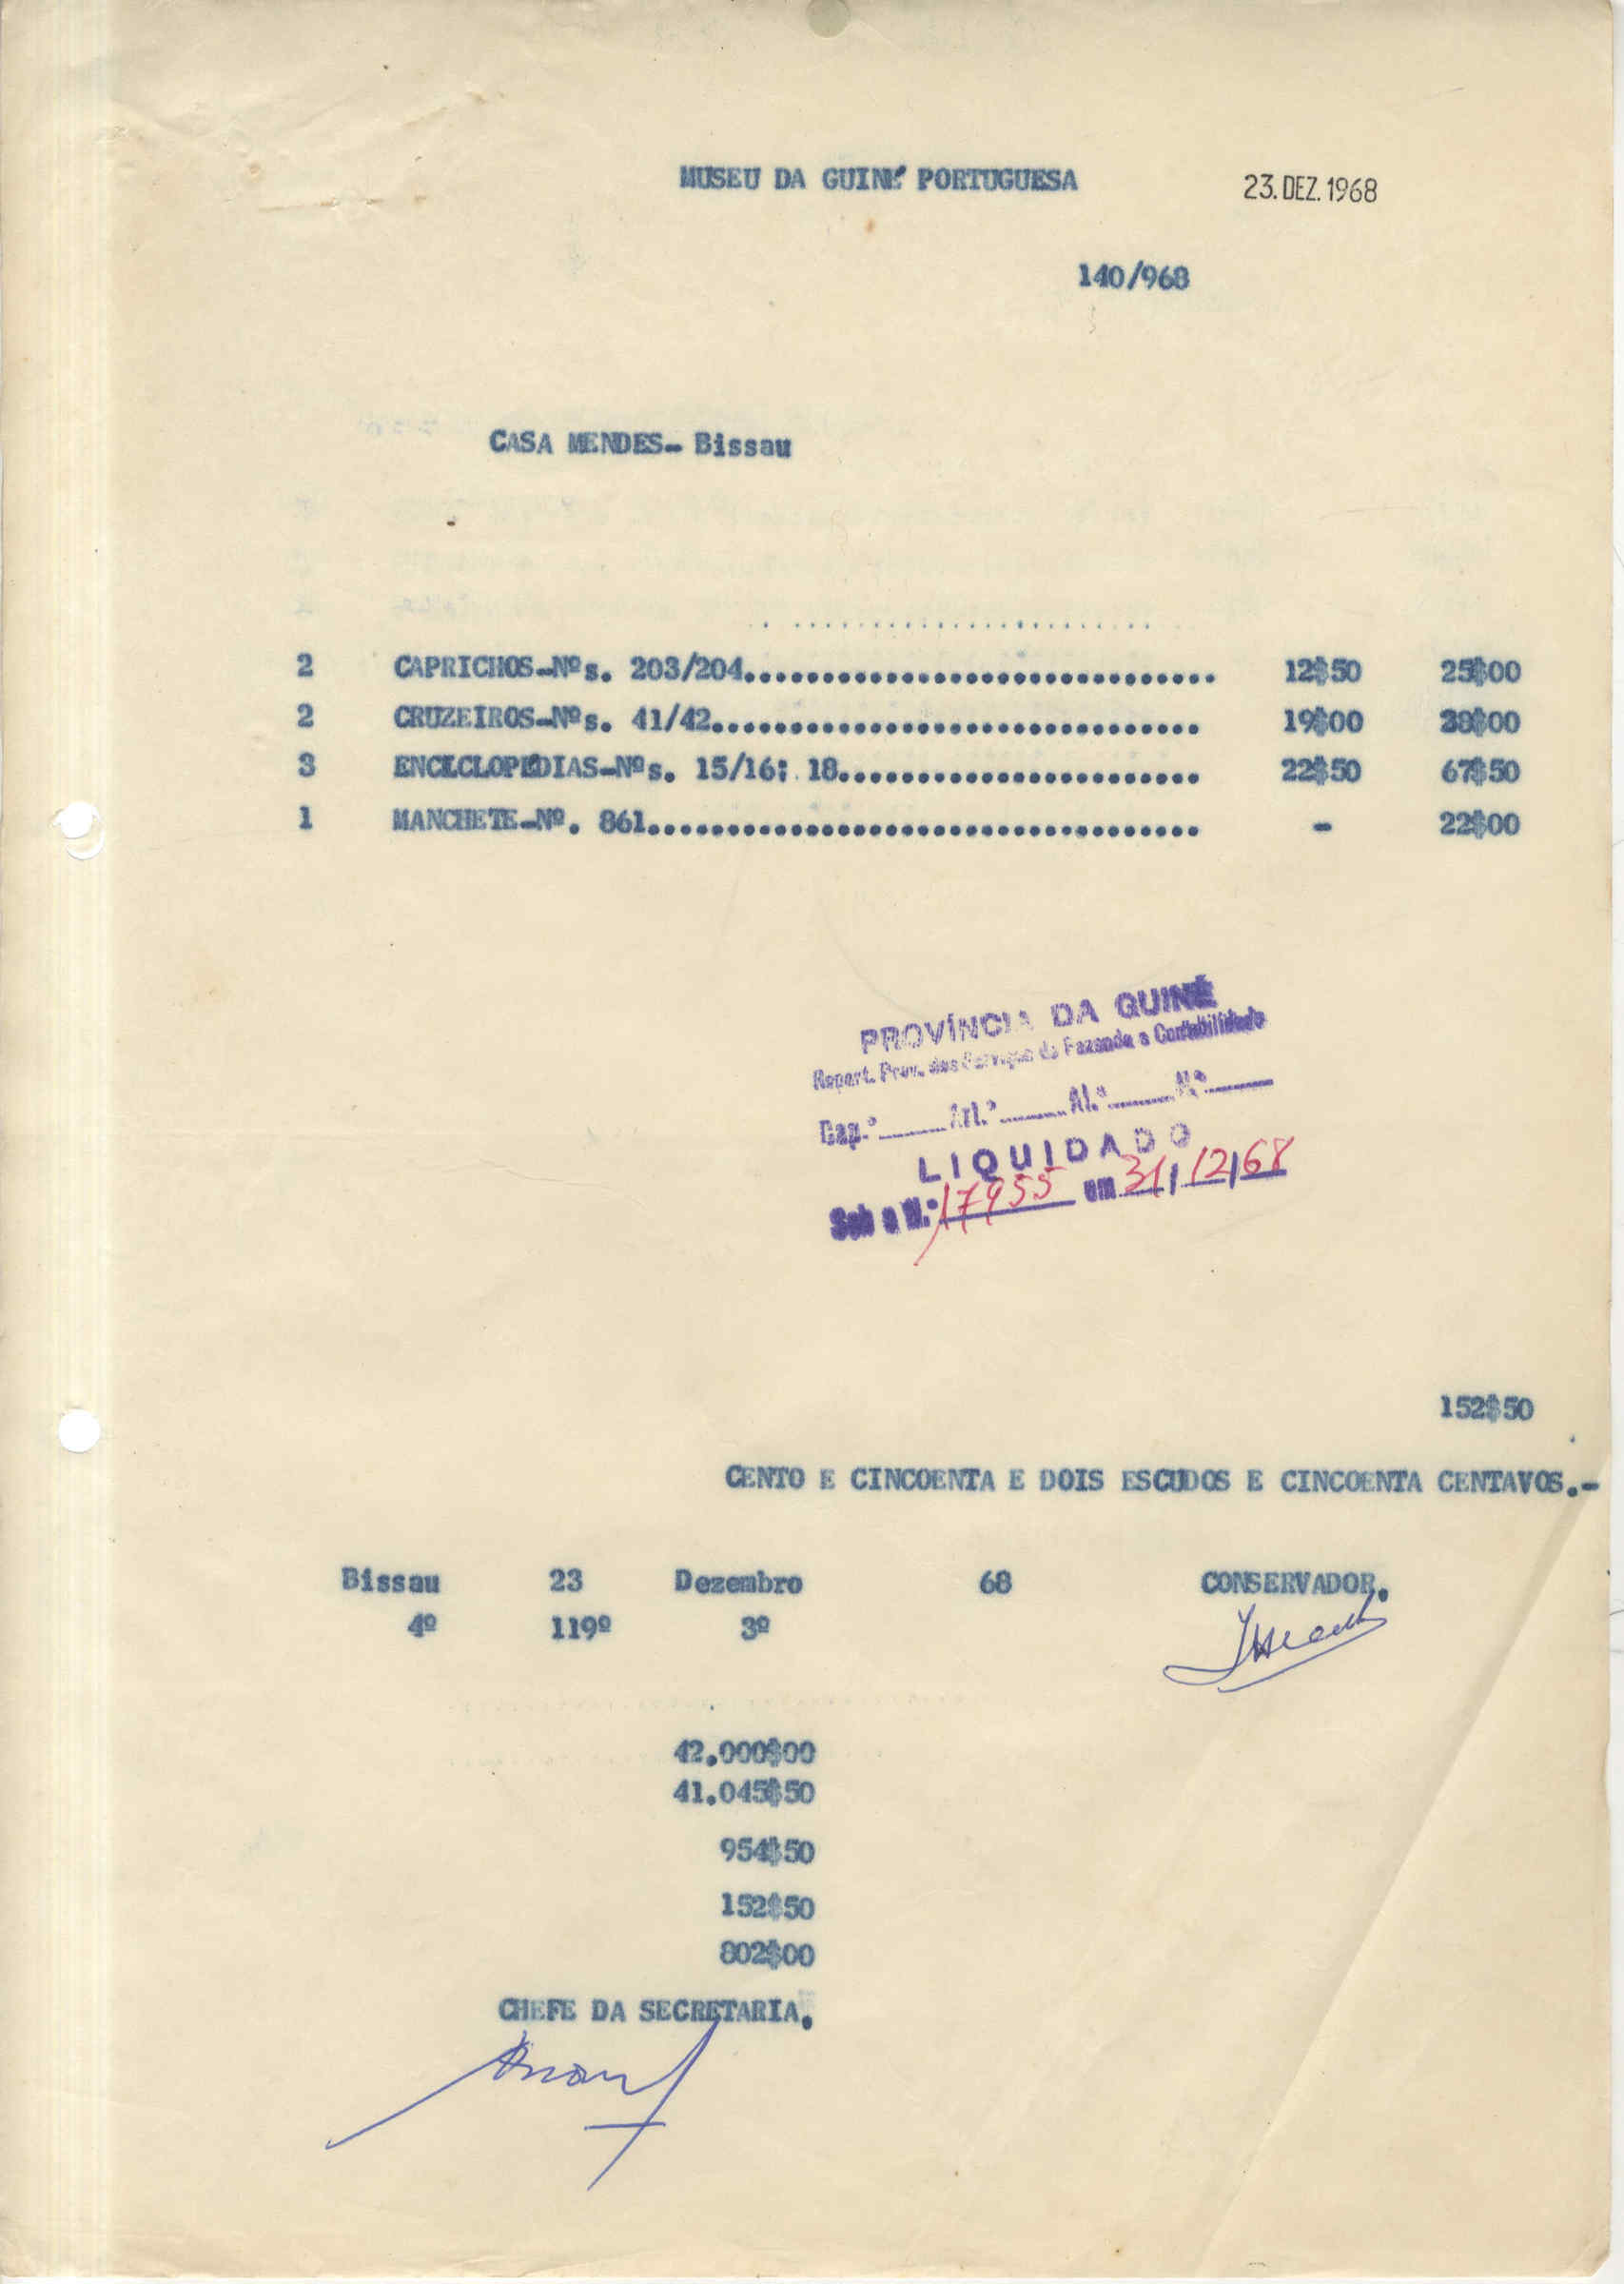 MUSEU DA GUINÉ PORTUGUESA 23. DEZ. 1968
140/968
CASA MENDES- Bissau
2 CAPRICHOS-Nºs. 203/204.............................. 12$50 25$00
2 CRUZEIROS-Nºs. 41/42............................... 19$00 38$00
3 ENCICLOPÉDIAS-Nºs. 15/16; 18....................... 22$50 67$50
1 MANCHETE-Nº. 861................................... - 22$00
PROVÍNCIA DA GUINÉ
Repart. Prov. dos Serviços de Fazenda e Contabilidade
Cap.º_____Art.º_____Al.º_____N.º_____
LIQUIDADO
Sob o N.º 17955 em 31/12/68
152$50
CENTO E CINCOENTA E DOIS ESCUDOS E CINCOENTA CENTAVOS.-
Bissau 23 Dezembro 68 CONSERVADOR.
4º 119º 3º
42.000$00
41.045$50
954$50
152$50
802$00
CHEFE DA SECRETARIA.